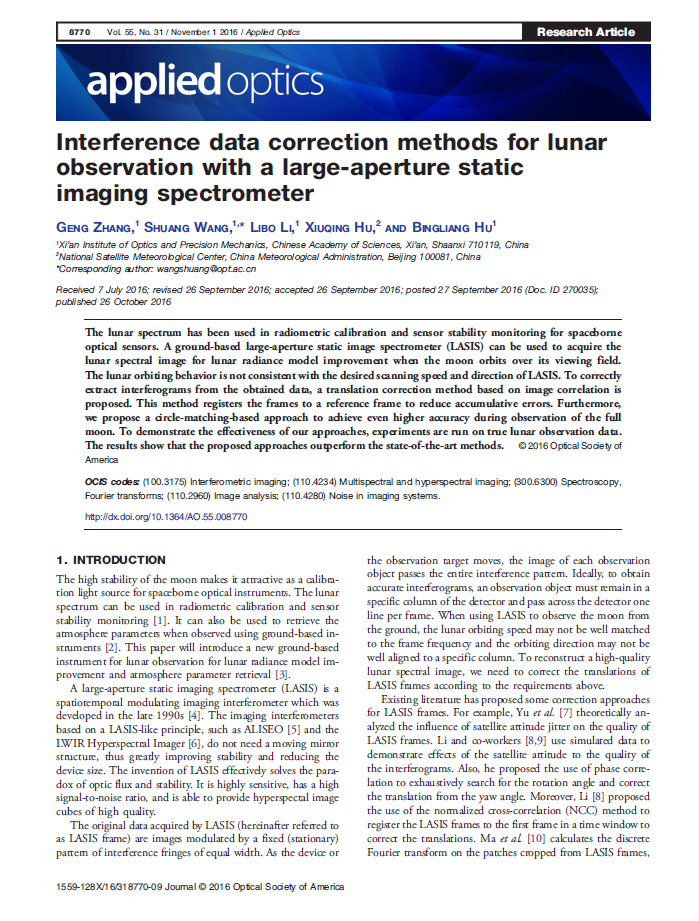 8770 Vol. 55, No. 31 / November 1 2016 / Applied Optics
Research Article
applied optics
Interference data correction methods for lunar
observation with a large-aperture static
imaging spectrometer
Geng Zhang,¹ Shuang Wang,¹,* Libo Li,¹ Xiuqing Hu,² and Bingliang Hu¹
¹Xi'an Institute of Optics and Precision Mechanics, Chinese Academy of Sciences, Xi'an, Shaanxi 710119, China
²National Satellite Meteorological Center, China Meteorological Administration, Beijing 100081, China
*Corresponding author: wangshuang@opt.ac.cn
Received 7 July 2016; revised 26 September 2016; accepted 26 September 2016; posted 27 September 2016 (Doc. ID 270035);
published 26 October 2016
The lunar spectrum has been used in radiometric calibration and sensor stability monitoring for spaceborne
optical sensors. A ground-based large-aperture static image spectrometer (LASIS) can be used to acquire the
lunar spectral image for lunar radiance model improvement when the moon orbits over its viewing field.
The lunar orbiting behavior is not consistent with the desired scanning speed and direction of LASIS. To correctly
extract interferograms from the obtained data, a translation correction method based on image correlation is
proposed. This method registers the frames to a reference frame to reduce accumulative errors. Furthermore,
we propose a circle-matching-based approach to achieve even higher accuracy during observation of the full
moon. To demonstrate the effectiveness of our approaches, experiments are run on true lunar observation data.
The results show that the proposed approaches outperform the state-of-the-art methods. © 2016 Optical Society of
America
OCIS codes: (100.3175) Interferometric imaging; (110.4234) Multispectral and hyperspectral imaging; (300.6300) Spectroscopy,
Fourier transforms; (110.2960) Image analysis; (110.4280) Noise in imaging systems.
http://dx.doi.org/10.1364/AO.55.008770
1. INTRODUCTION
The high stability of the moon makes it attractive as a calibra-
tion light source for spaceborne optical instruments. The lunar
spectrum can be used in radiometric calibration and sensor
stability monitoring [1]. It can also be used to retrieve the
atmosphere parameters when observed using ground-based in-
struments [2]. This paper will introduce a new ground-based
instrument for lunar observation for lunar radiance model im-
provement and atmosphere parameter retrieval [3].
A large-aperture static imaging spectrometer (LASIS) is a
spatiotemporal modulating imaging interferometer which was
developed in the late 1990s [4]. The imaging interferometers
based on a LASIS-like principle, such as ALISEO [5] and the
LWIR Hyperspectral Imager [6], do not need a moving mirror
structure, thus greatly improving stability and reducing the
device size. The invention of LASIS effectively solves the para-
dox of optic flux and stability. It is highly sensitive, has a high
signal-to-noise ratio, and is able to provide hyperspectal image
cubes of high quality.
The original data acquired by LASIS (hereinafter referred to
as LASIS frame) are images modulated by a fixed (stationary)
pattern of interference fringes of equal width. As the device or
the observation target moves, the image of each observation
object passes the entire interference pattern. Ideally, to obtain
accurate interferograms, an observation object must remain in a
specific column of the detector and pass across the detector one
line per frame. When using LASIS to observe the moon from
the ground, the lunar orbiting speed may not be well matched
to the frame frequency and the orbiting direction may not be
well aligned to a specific column. To reconstruct a high-quality
lunar spectral image, we need to correct the translations of
LASIS frames according to the requirements above.
Existing literature has proposed some correction approaches
for LASIS frames. For example, Yu et al. [7] theoretically an-
alyzed the influence of satellite attitude jitter on the quality of
LASIS frames. Li and co-workers [8,9] use simulated data to
demonstrate effects of the satellite attitude to the quality of
the interferograms. Also, he proposed the use of phase corre-
lation to exhaustively search for the rotation angle and correct
the translation from the yaw angle. Moreover, Li [8] proposed
the use of the normalized cross-correlation (NCC) method to
register the LASIS frames to the first frame in a time window to
correct the translations. Ma et al. [10] calculates the discrete
Fourier transform on the patches cropped from LASIS frames,
1559-128X/16/318770-09 Journal © 2016 Optical Society of America